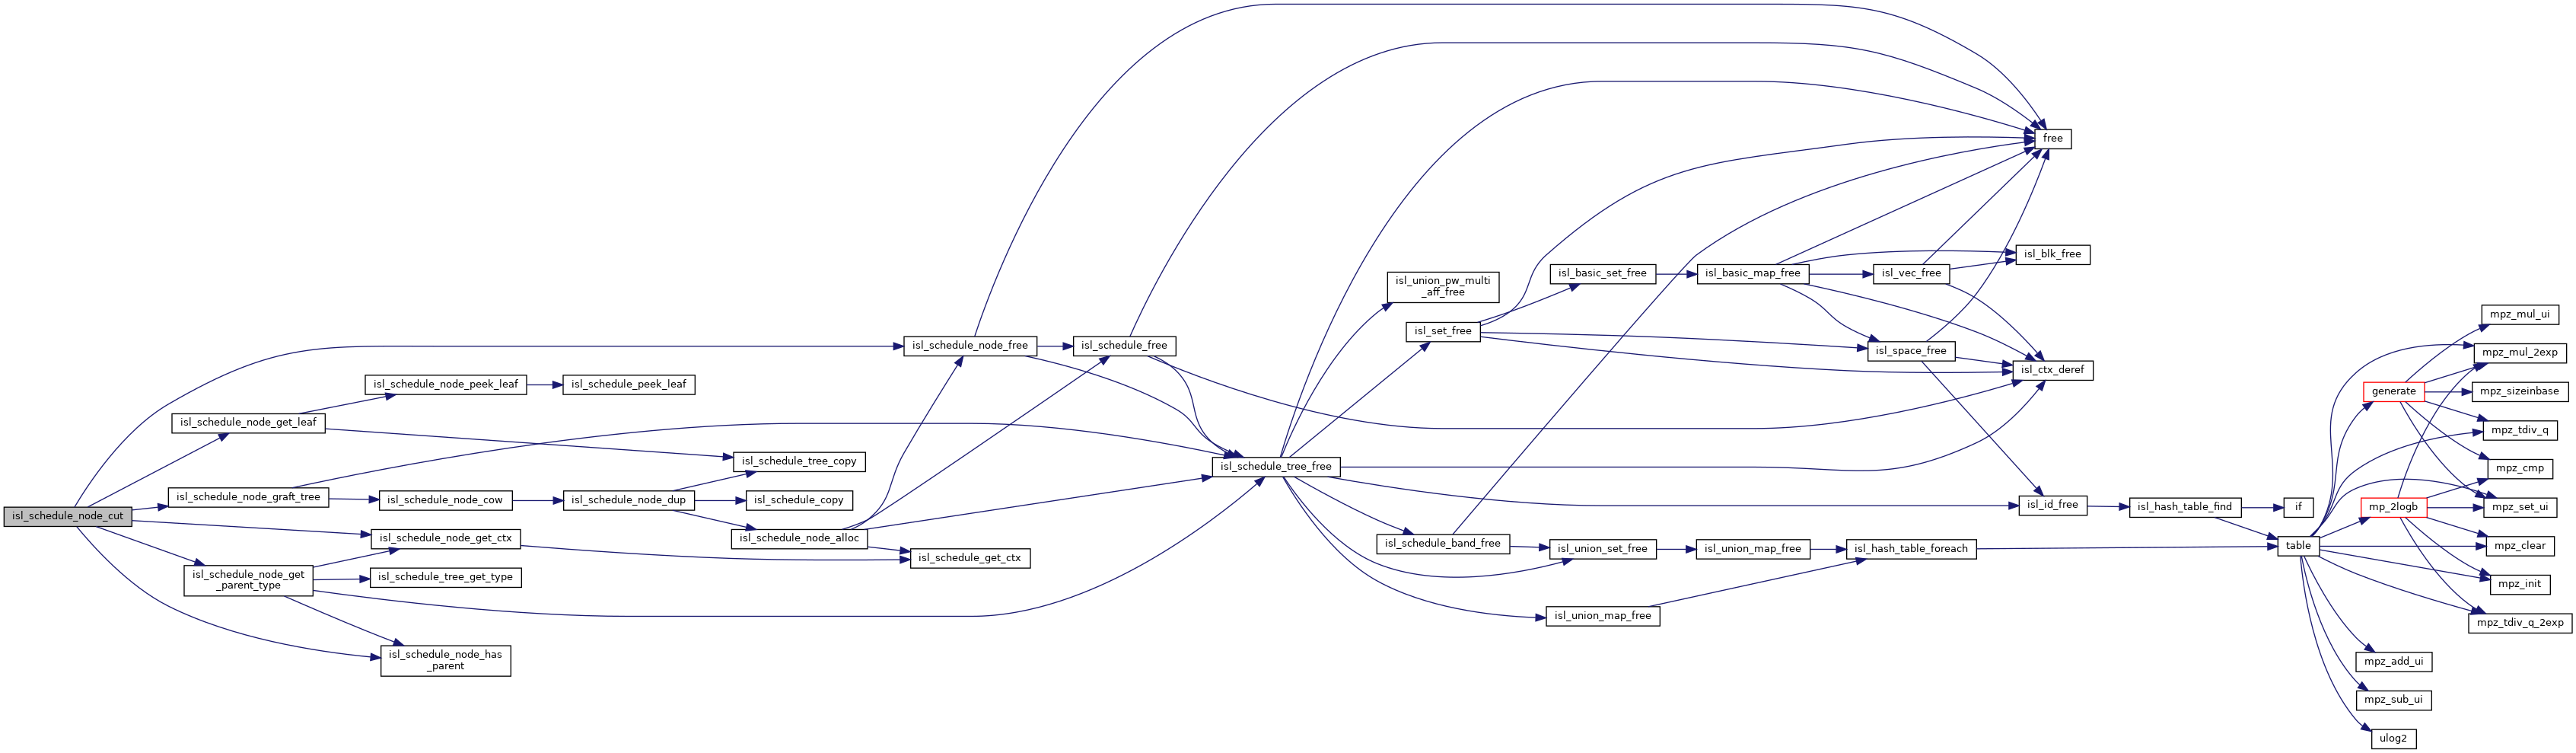 isl_schedule_node_cut
isl_schedule_node_get_leaf
isl_schedule_node_graft_tree
isl_schedule_node_get
_parent_type
isl_schedule_node_peek_leaf
isl_schedule_node_cow
isl_schedule_node_get_ctx
isl_schedule_tree_get_type
isl_schedule_node_has
_parent
isl_schedule_peek_leaf
isl_schedule_node_dup
isl_schedule_tree_copy
isl_schedule_copy
isl_schedule_node_alloc
isl_schedule_node_free
isl_schedule_get_ctx
isl_schedule_free
isl_schedule_tree_free
isl_union_pw_multi
_aff_free
isl_set_free
isl_schedule_band_free
isl_basic_set_free
isl_union_set_free
isl_union_map_free
isl_basic_map_free
isl_union_map_free
isl_vec_free
isl_space_free
isl_hash_table_foreach
free
isl_blk_free
isl_ctx_deref
isl_id_free
isl_hash_table_find
if
table
generate
mp_2logb
mpz_add_ui
mpz_sub_ui
ulog2
mpz_mul_ui
mpz_mul_2exp
mpz_sizeinbase
mpz_tdiv_q
mpz_cmp
mpz_set_ui
mpz_clear
mpz_init
mpz_tdiv_q_2exp